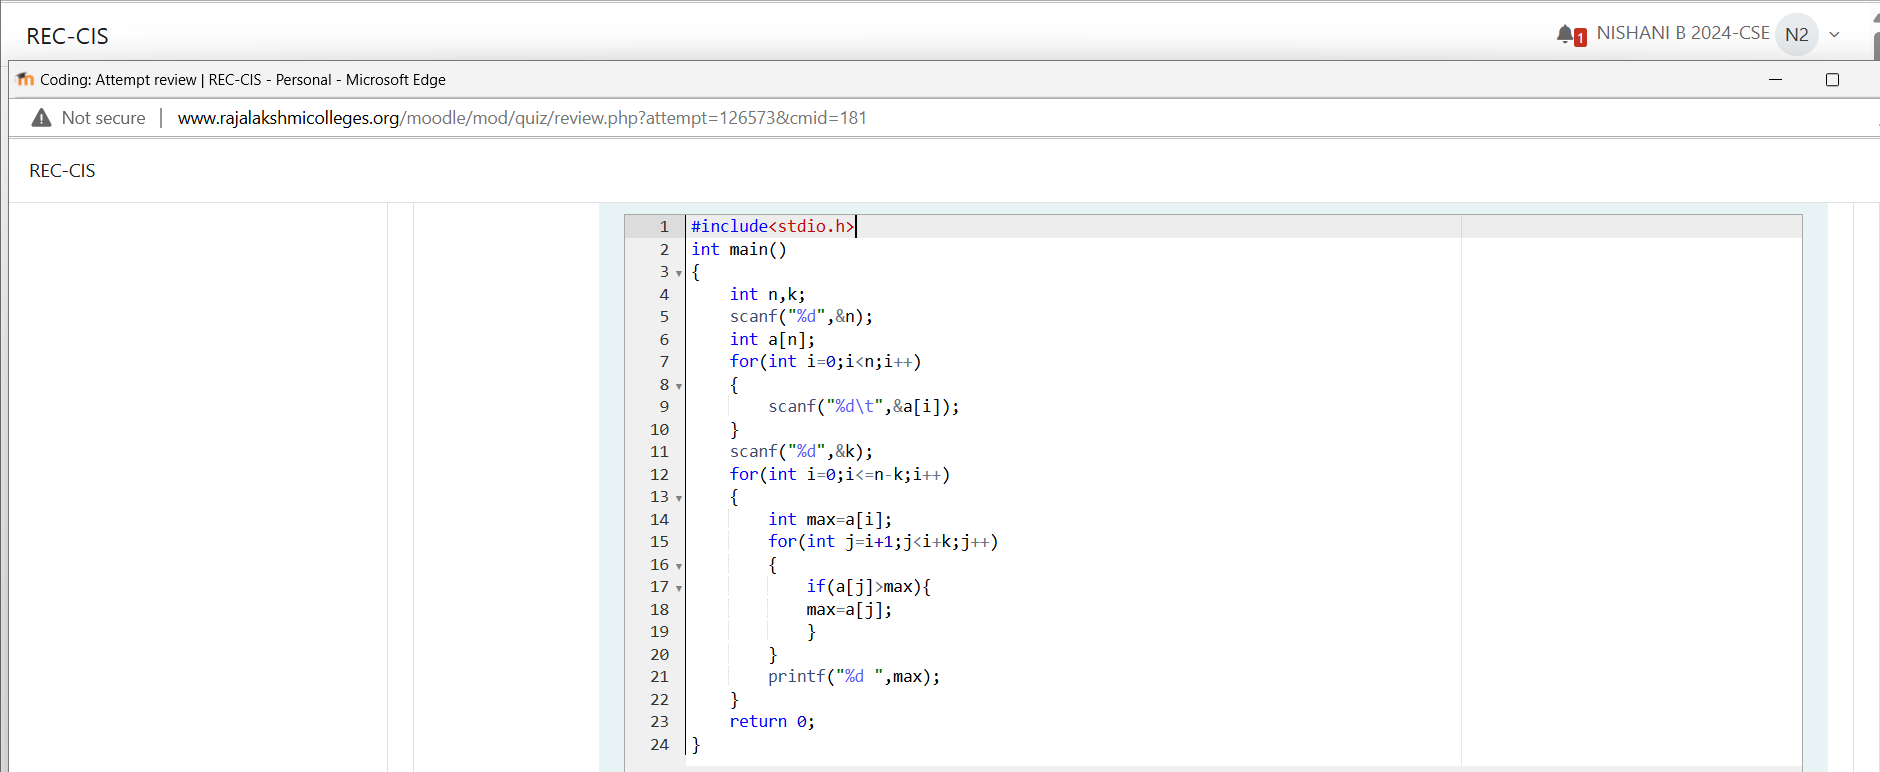 REC-CIS
1 NISHANI B 2024-CSE N2
Coding: Attempt review | REC-CIS - Personal - Microsoft Edge
Not secure | www.rajalakshmicolleges.org/moodle/mod/quiz/review.php?attempt=126573&cmid=181
REC-CIS
1 #include<stdio.h>
2 int main()
3 {
4 int n,k;
5 scanf("%d",&n);
6 int a[n];
7 for(int i=0;i<n;i++)
8 {
9 scanf("%d\t",&a[i]);
10 }
11 scanf("%d",&k);
12 for(int i=0;i<=n-k;i++)
13 {
14 int max=a[i];
15 for(int j=i+1;j<i+k;j++)
16 {
17 if(a[j]>max){
18 max=a[j];
19 }
20 }
21 printf("%d ",max);
22 }
23 return 0;
24 }